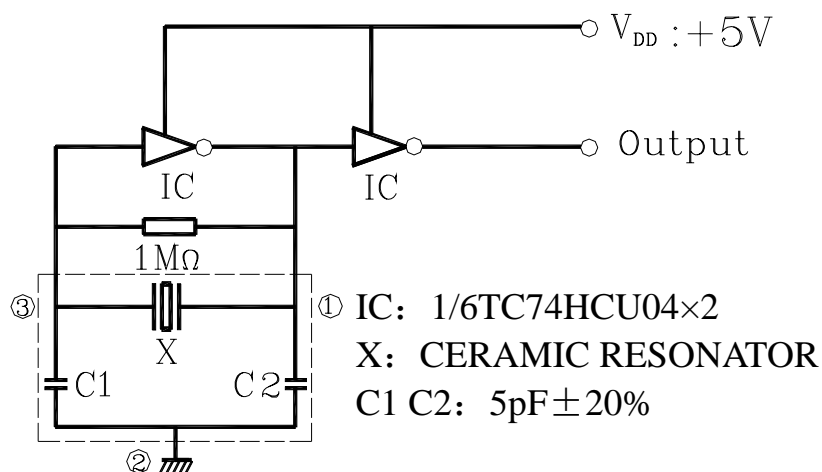 V_DD :+5V
Output
IC
IC
1MΩ
③
① IC：1/6TC74HCU04×2
X
X：CERAMIC RESONATOR
C1
C2
C1 C2：5pF±20%
②